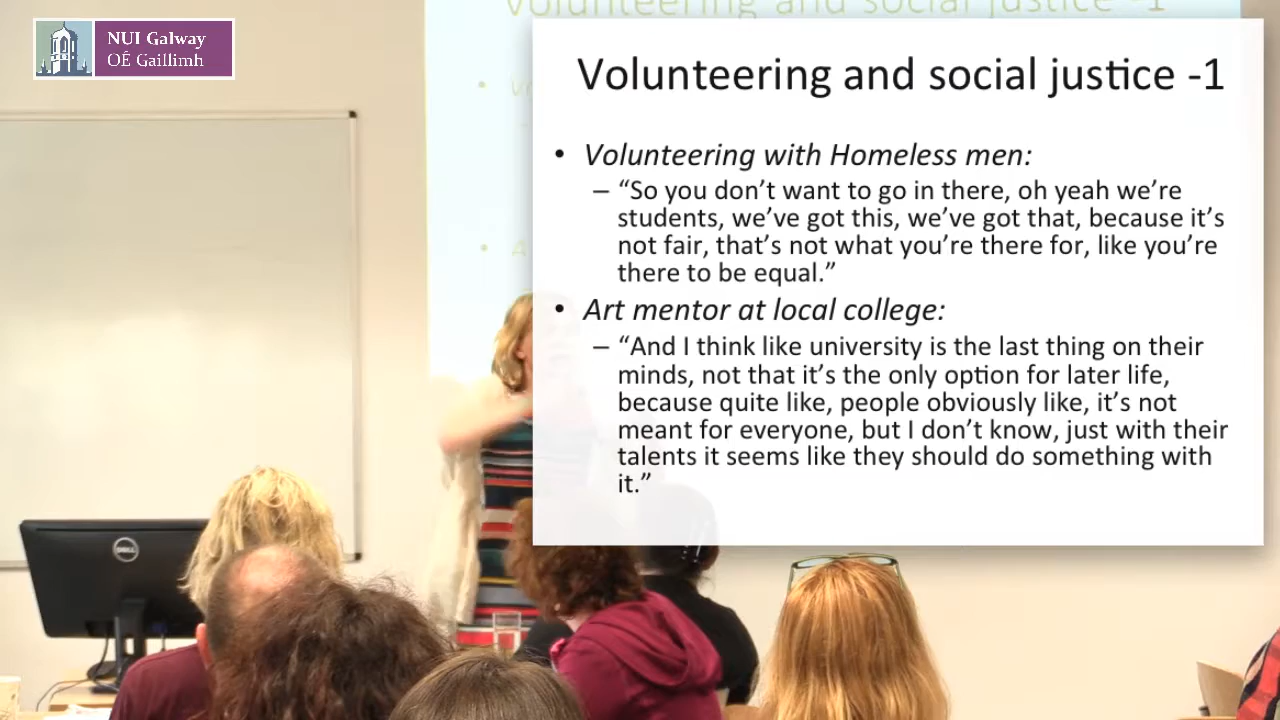 NUI Galway
OÉ Gaillimh
Volunteering and social justice -1
Volunteering and social justice -1
• Volunteering with Homeless men:
– “So you don’t want to go in there, oh yeah we’re
students, we’ve got this, we’ve got that, because it’s
not fair, that’s not what you’re there for, like you’re
there to be equal.”
• Art mentor at local college:
– “And I think like university is the last thing on their
minds, not that it’s the only option for later life,
because quite like, people obviously like, it’s not
meant for everyone, but I don’t know, just with their
talents it seems like they should do something with
it.”
DELL